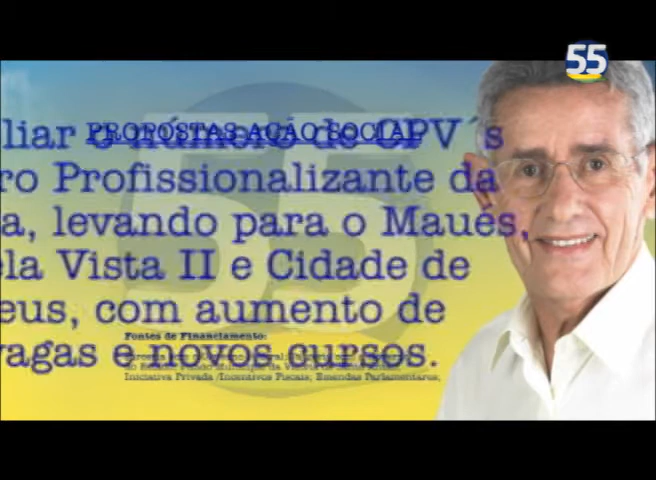 55
PROPOSTAS AÇÃO SOCIAL
liar o número de CPV´s
ro Profissionalizante da
a, levando para o Maués,
ela Vista II e Cidade de
eus, com aumento de
vagas e novos cursos.
55
Fontes de Financiamento:
Iniciativa Privada /Incentivos Fiscais; Emendas Parlamentares;